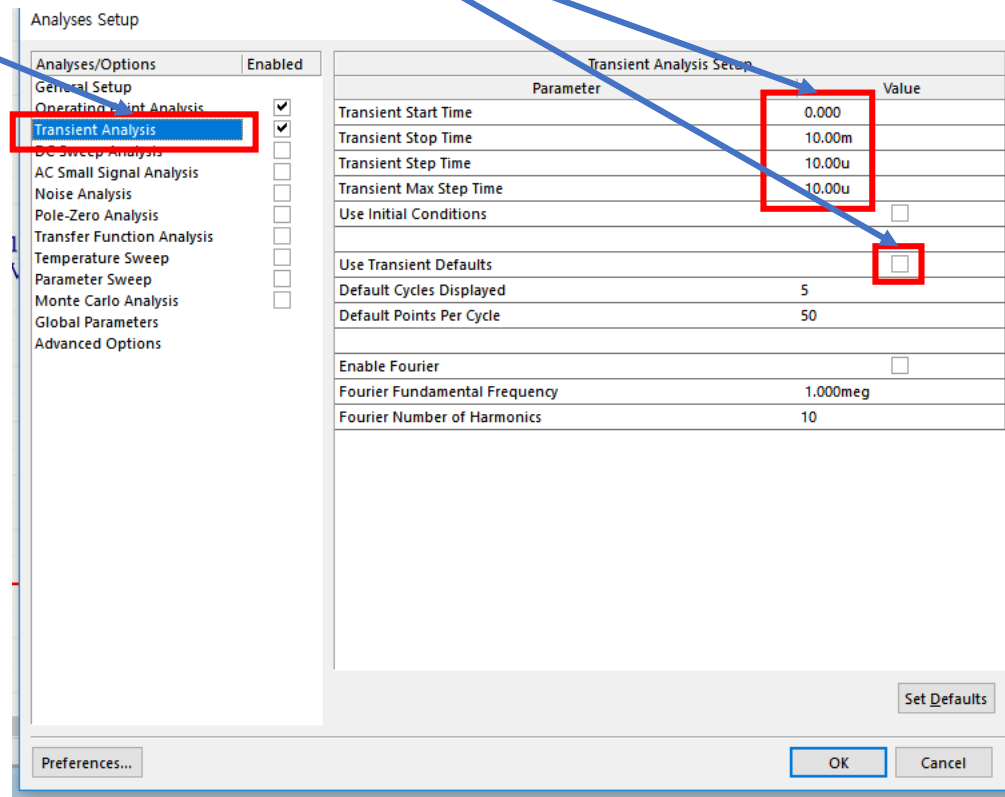 Analyses Setup
Analyses/Options Enabled
General Setup
Operating Point Analysis
Transient Analysis
DC Sweep Analysis
AC Small Signal Analysis
Noise Analysis
Pole-Zero Analysis
Transfer Function Analysis
Temperature Sweep
Parameter Sweep
Monte Carlo Analysis
Global Parameters
Advanced Options
Transient Analysis Setup
Parameter Value
Transient Start Time 0.000
Transient Stop Time 10.00m
Transient Step Time 10.00u
Transient Max Step Time 10.00u
Use Initial Conditions
Use Transient Defaults
Default Cycles Displayed 5
Default Points Per Cycle 50
Enable Fourier
Fourier Fundamental Frequency 1.000meg
Fourier Number of Harmonics 10
Set Defaults
Preferences... OK Cancel